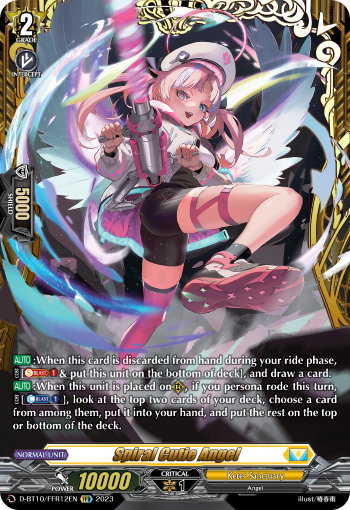 2
GRADE
INTERCEPT
5000
SHIELD
AUTO :When this card is discarded from hand during your ride phase,
COST [ BLAST 1 & put this unit on the bottom of deck], and draw a card.
AUTO :When this unit is placed on R, if you persona rode this turn,
COST [ BLAST 1 ], look at the top two cards of your deck, choose a card
from among them, put it into your hand, and put the rest on the top
or bottom of the deck.
NORMAL UNIT
Spiral Cutie Angel
POWER 10000
CRITICAL
1
Keter Sanctuary
Angel
D-BT10/FFR12EN FFR 2023
illust/椿春雨